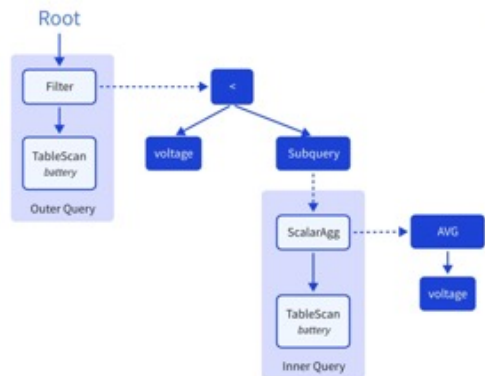 Root
Filter
<
TableScan
battery
voltage
Subquery
Outer Query
ScalarAgg
AVG
TableScan
battery
voltage
Inner Query